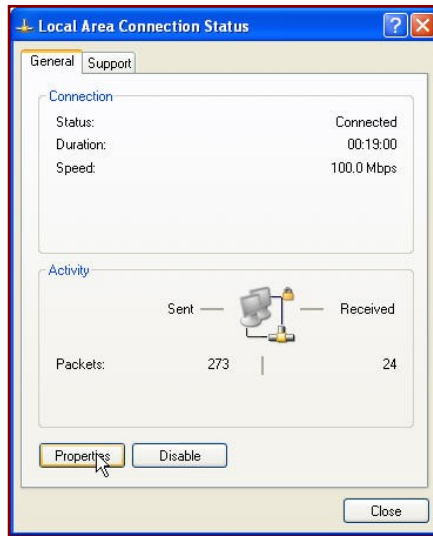 Local Area Connection Status
General Support
Connection
Status: Connected
Duration: 00:19:00
Speed: 100.0 Mbps
Activity
Sent — — Received
Packets: 273 | 24
Properties Disable
Close